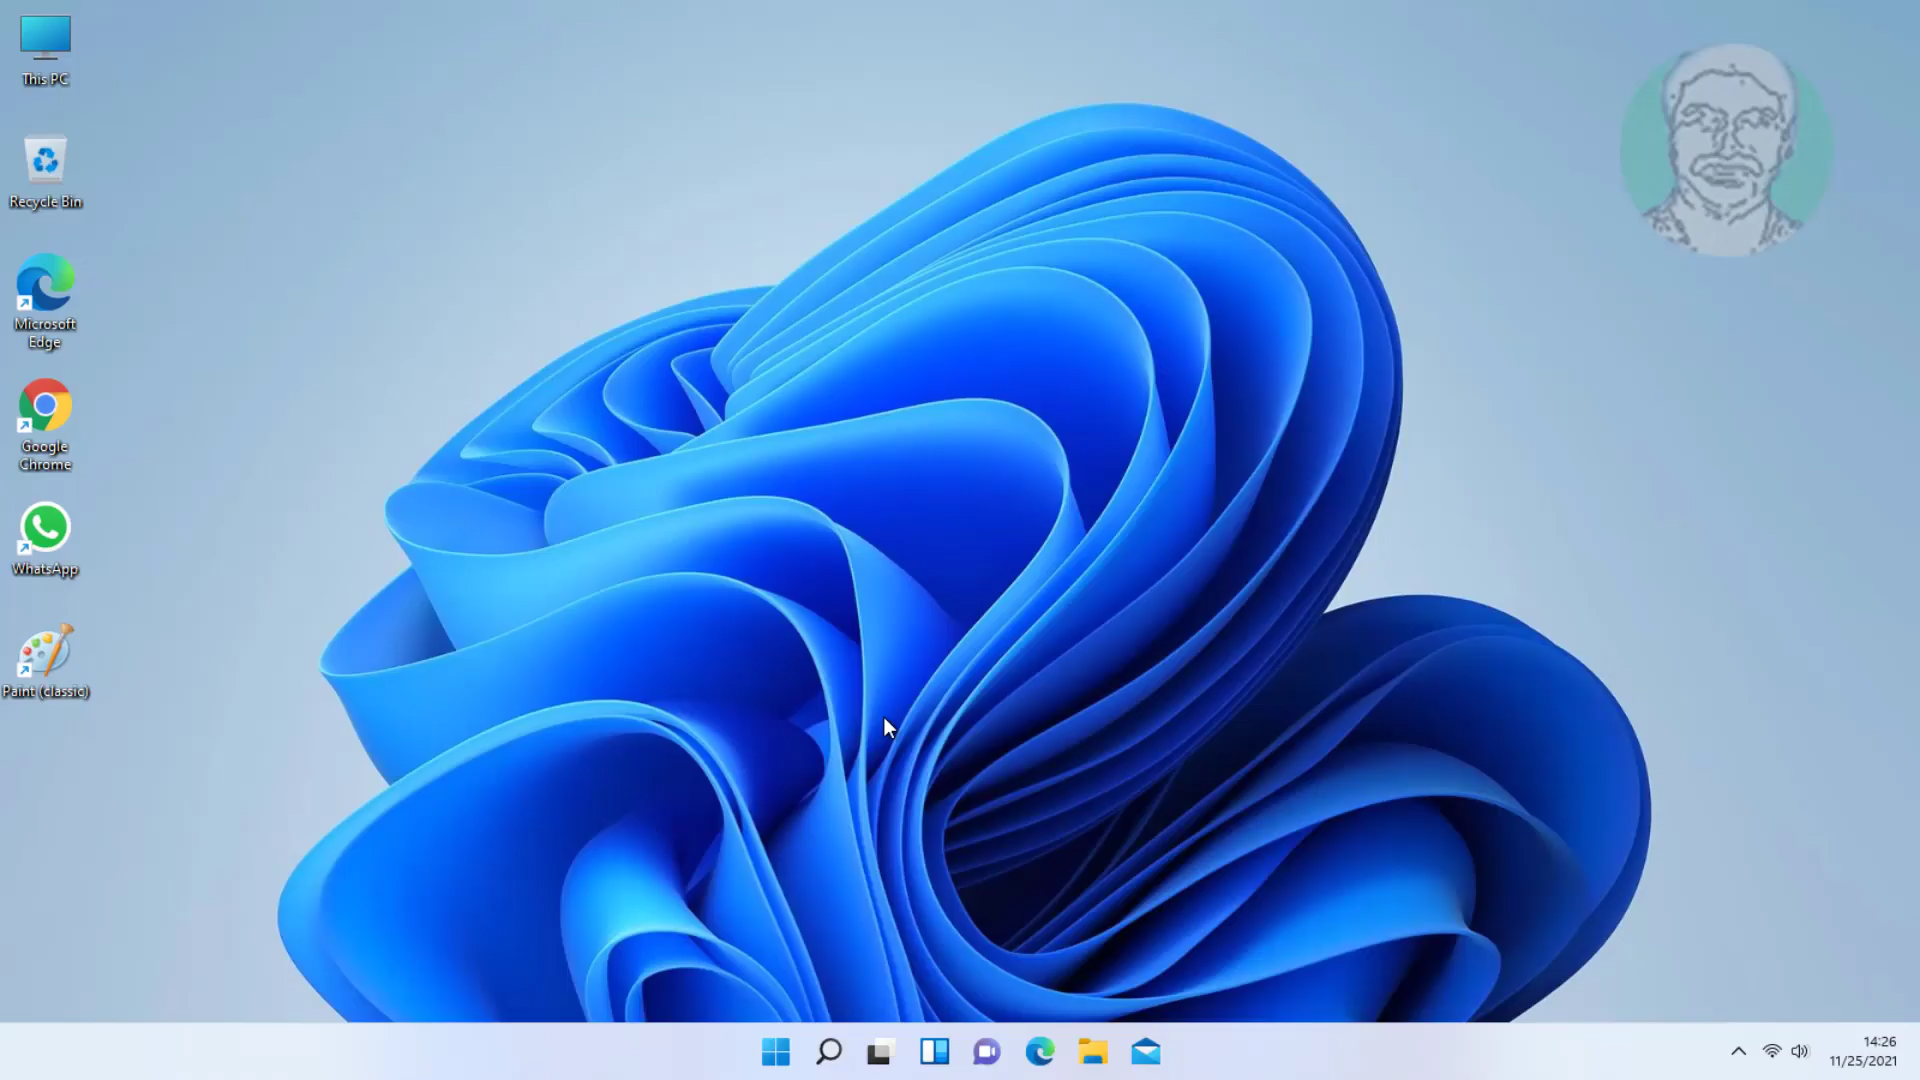 This PC
Recycle Bin
Microsoft
Edge
Google
Chrome
WhatsApp
Paint (classic)
14:26
11/25/2021